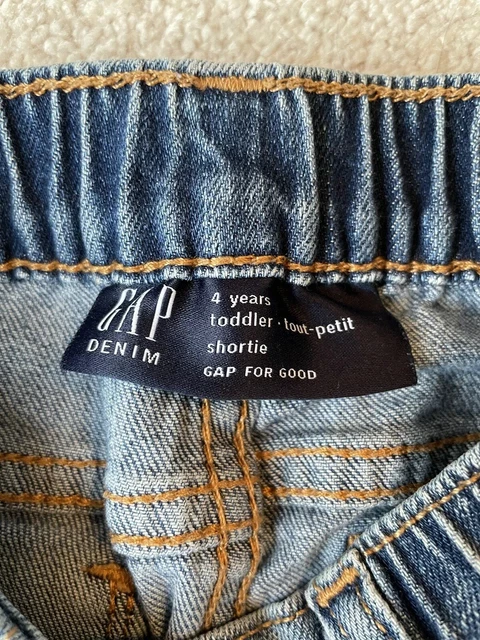 GAP
DENIM
4 years
toddler · tout-petit
shortie
GAP FOR GOOD